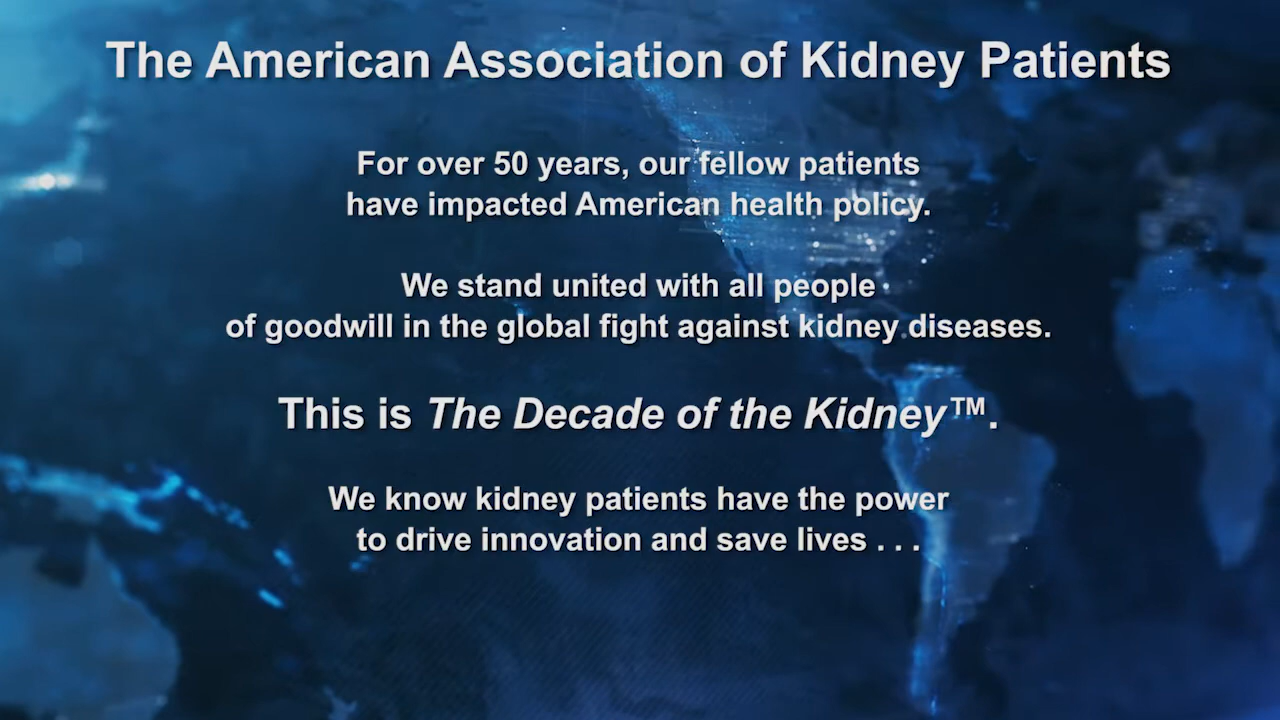 The American Association of Kidney Patients
For over 50 years, our fellow patients
have impacted American health policy.
We stand united with all people
of goodwill in the global fight against kidney diseases.
This is The Decade of the Kidney™.
We know kidney patients have the power
to drive innovation and save lives . . .